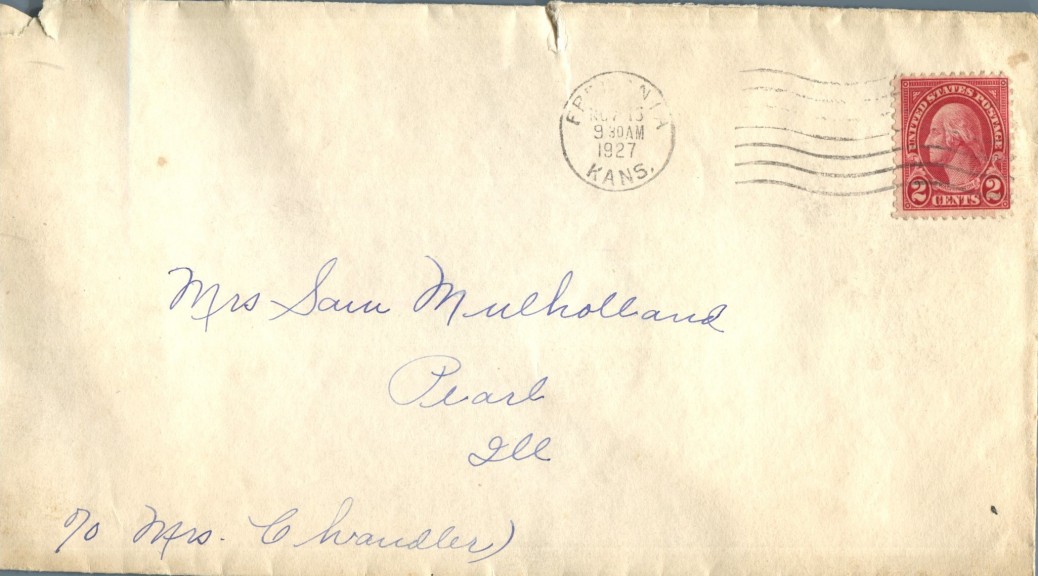 NOV 13
9 30 AM
1927
KANS.
UNITED STATES POSTAGE
2 CENTS 2
Mrs Sam Mulholland
Pearl
Ill
c/o Mrs. Chandler)